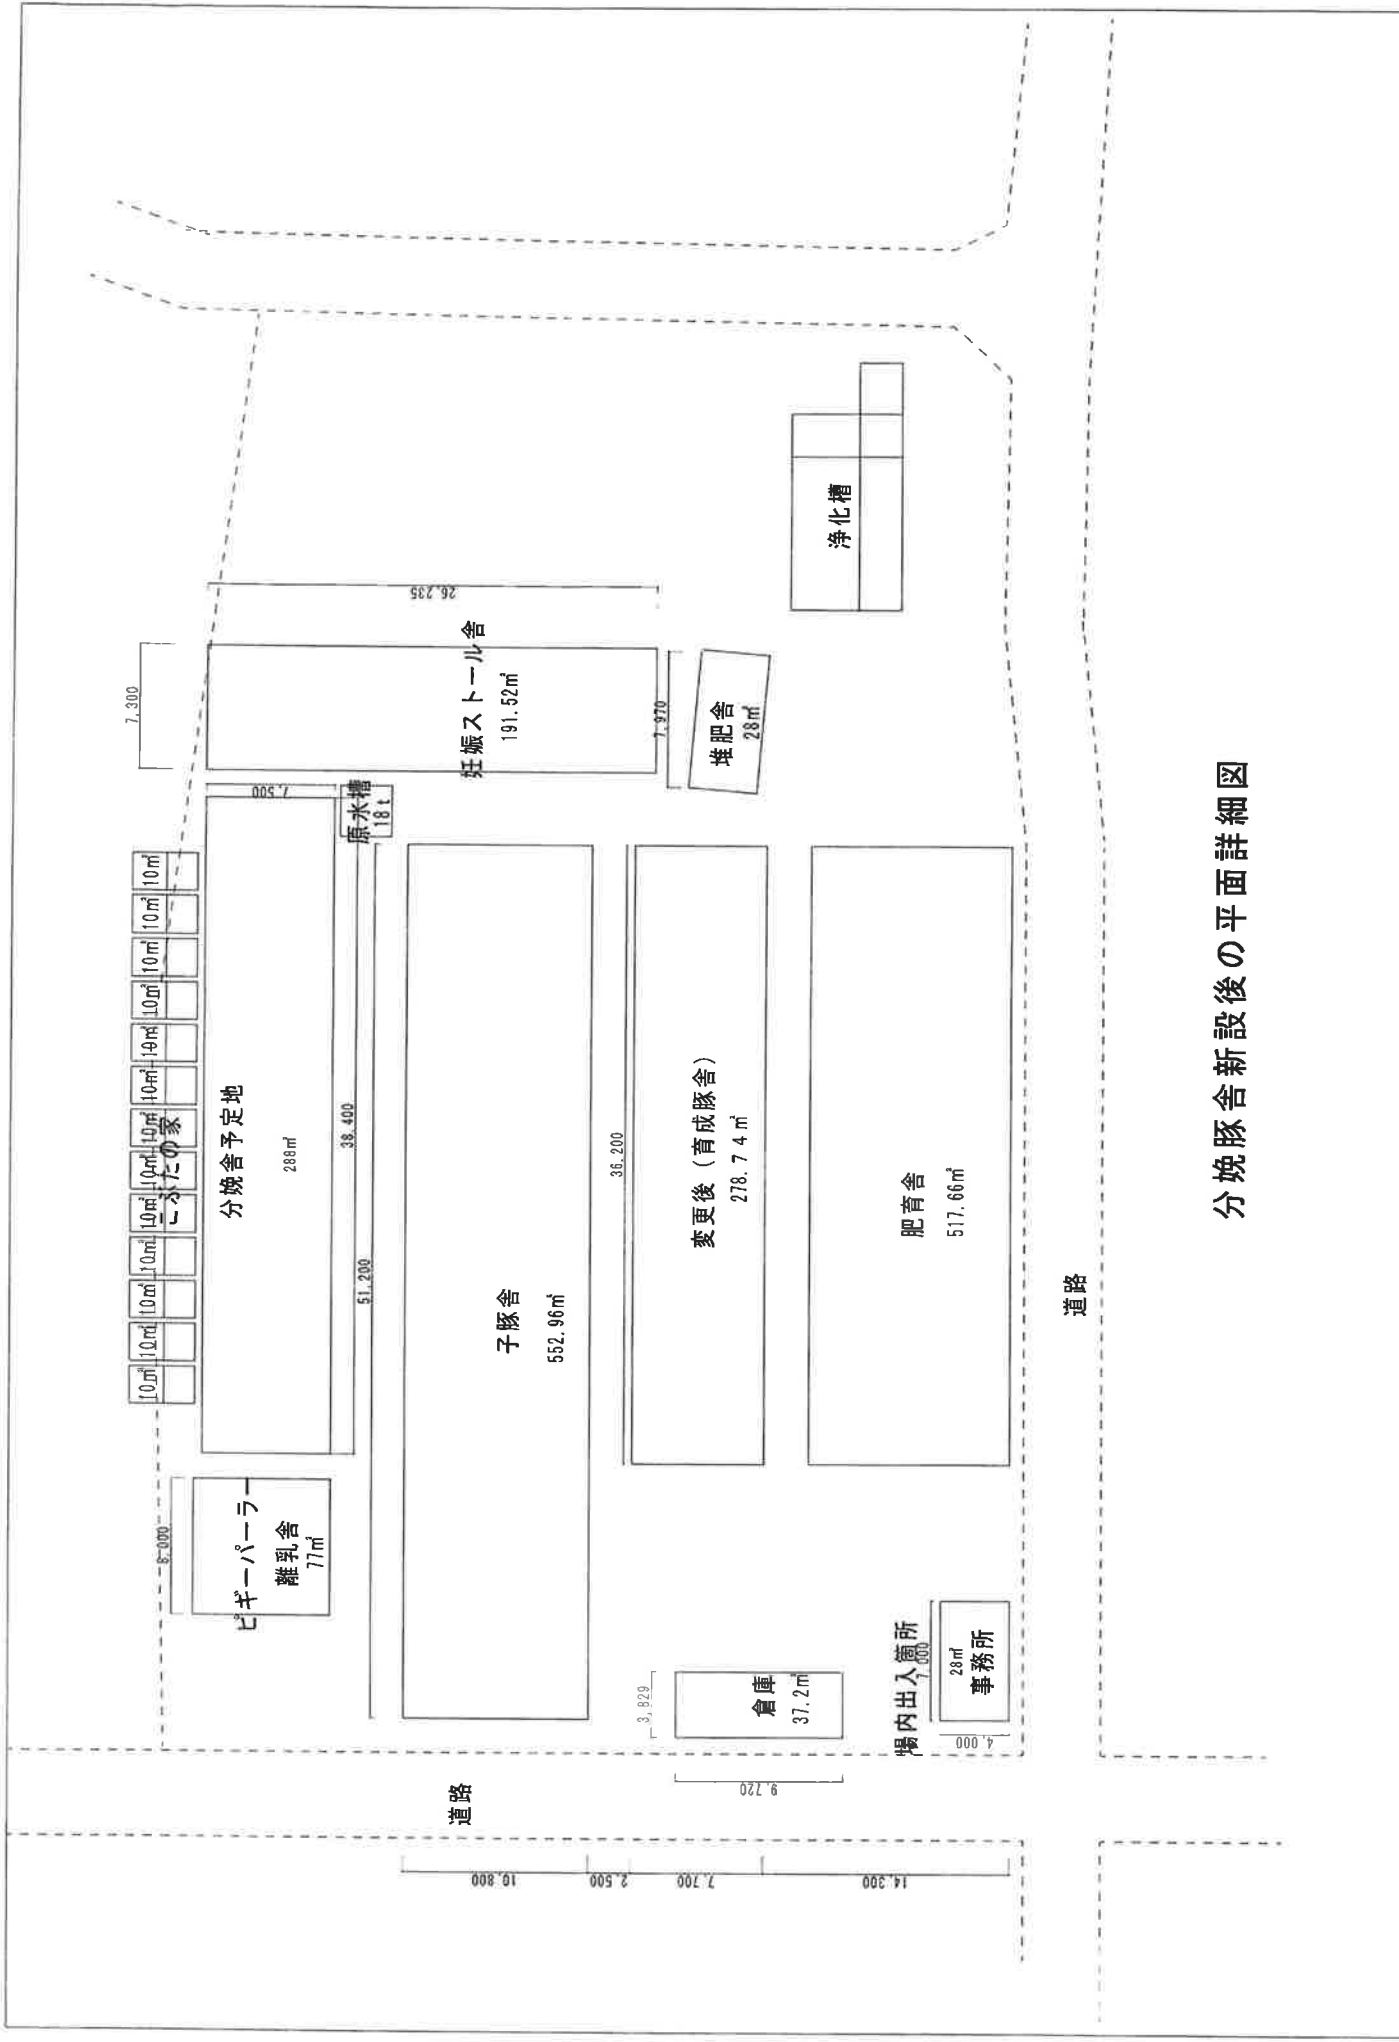 7.300
26.235
10㎡
10㎡
10㎡
10㎡
10㎡
10㎡
10㎡
10㎡
10㎡
10㎡
10㎡
10㎡
10㎡
こぶたの家
8.000
ピギーパーラー
離乳舎
77㎡
分娩舎予定地
288㎡
7.500
38.400
原水槽
18t
妊娠ストール舎
191.52㎡
51.200
子豚舎
552.96㎡
7.970
堆肥舎
28㎡
浄化槽
36.200
変更後(育成豚舎)
278.74㎡
肥育舎
517.66㎡
3,829
倉庫
37.2㎡
9.720
場内出入箇所
7.000
28㎡
事務所
4,000
道路
道路
10.800
2.500
7.700
14.300
分娩豚舎新設後の平面詳細図